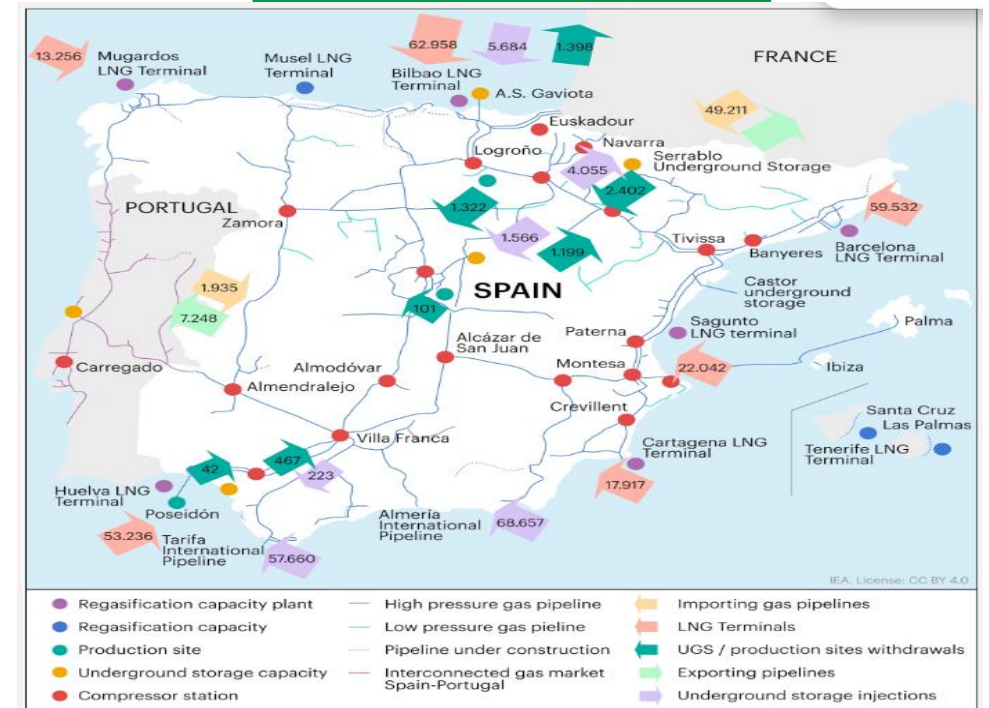 13.256
Mugardos
LNG Terminal
Musel LNG
Terminal
62.958
Bilbao LNG
Terminal
5.684
1.398
A.S. Gaviota
FRANCE
49.211
Euskadour
Navarra
Logroño
4.055
Serrablo
Underground Storage
2.402
PORTUGAL
Zamora
1.322
1.566
1.199
59.532
Tivissa
Banyeres
Barcelona
LNG Terminal
1.935
7.248
SPAIN
101
Castor
underground
storage
Carregado
Almendralejo
Almodóvar
Alcázar de
San Juan
Paterna
Montesa
Sagunto
LNG terminal
22.042
Palma
Ibiza
Crevillent
Villa Franca
Cartagena LNG
Terminal
17.917
Santa Cruz
Las Palmas
Tenerife LNG
Terminal
42
467
223
Huelva LNG
Terminal
Poseidón
53.236
Tarifa
International
Pipeline
57.660
Almería
International
Pipeline
68.657
IEA. License: CC BY 4.0
Regasification capacity plant
Regasification capacity
Production site
Underground storage capacity
Compressor station
High pressure gas pipeline
Low pressure gas pieline
Pipeline under construction
Interconnected gas market
Spain-Portugal
Importing gas pipelines
LNG Terminals
UGS / production sites withdrawals
Exporting pipelines
Underground storage injections